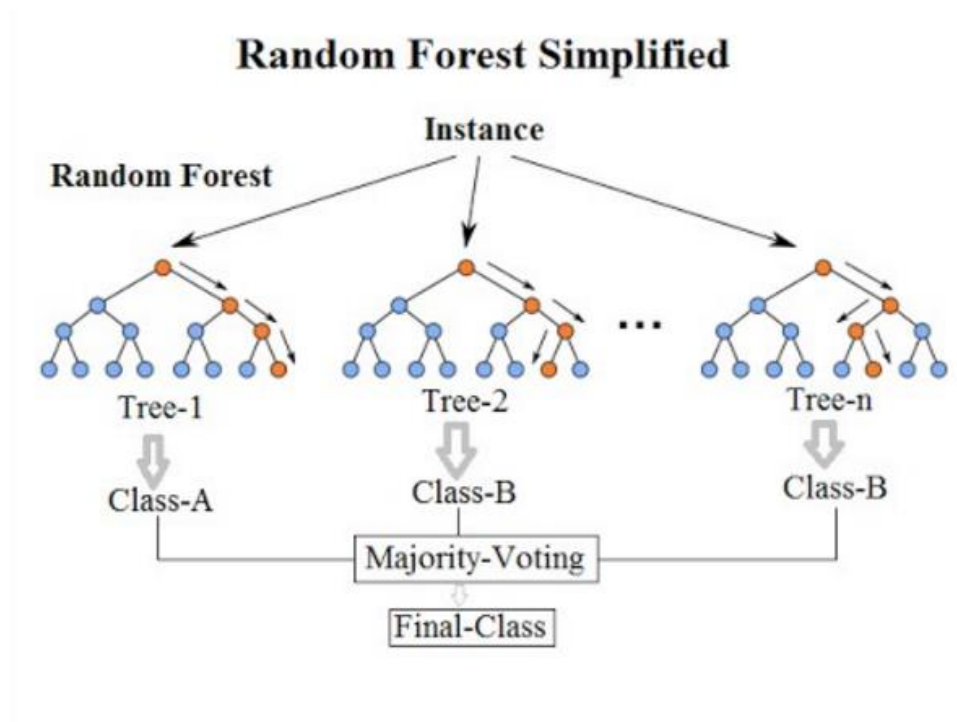 Random Forest Simplified
Instance
Random Forest
...
Tree-1
Tree-2
Tree-n
Class-A
Class-B
Class-B
Majority-Voting
Final-Class